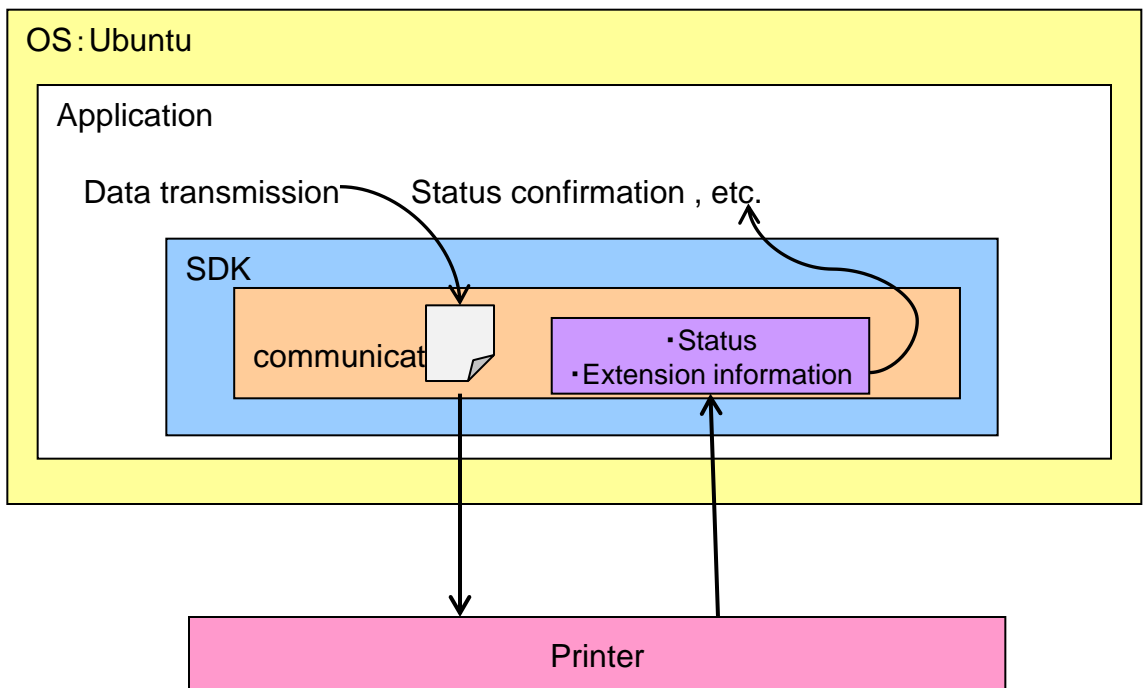 OS：Ubuntu
Application
Data transmission
Status confirmation , etc.
SDK
communicat
・Status
・Extension information
Printer